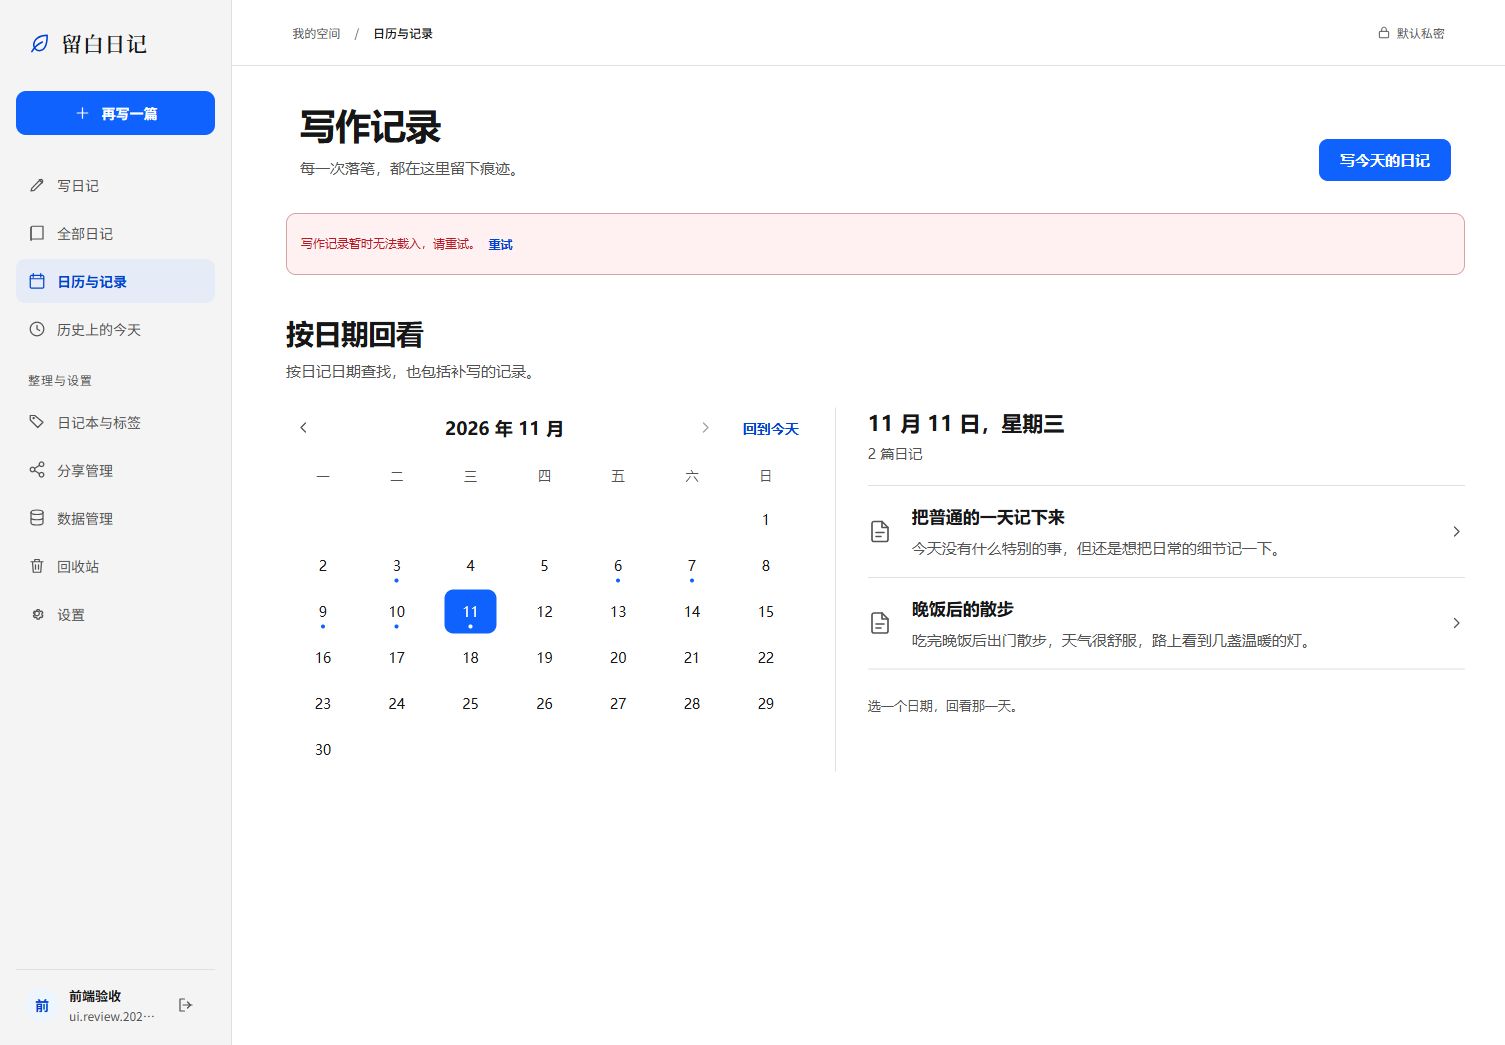 留白日记
再写一篇
写日记
全部日记
日历与记录
历史上的今天
整理与设置
日记本与标签
分享管理
数据管理
回收站
设置
前
前端验收
ui.review.202…
我的空间 / 日历与记录
默认私密
写作记录
每一次落笔，都在这里留下痕迹。
写今天的日记
写作记录暂时无法载入，请重试。 重试
按日期回看
按日记日期查找，也包括补写的记录。
2026 年 11 月
回到今天
一 二 三 四 五 六 日
1
2 3 4 5 6 7 8
9 10 11 12 13 14 15
16 17 18 19 20 21 22
23 24 25 26 27 28 29
30
11 月 11 日，星期三
2 篇日记
把普通的一天记下来
今天没有什么特别的事，但还是想把日常的细节记一下。
晚饭后的散步
吃完晚饭后出门散步，天气很舒服，路上看到几盏温暖的灯。
选一个日期，回看那一天。